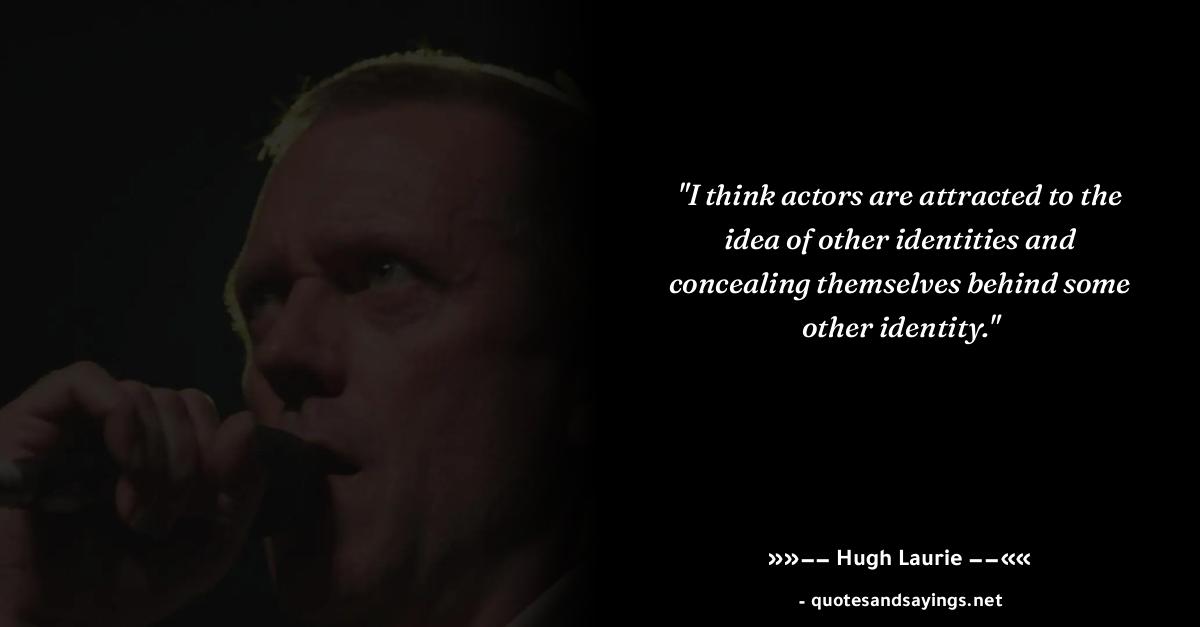 "I think actors are attracted to the
idea of other identities and
concealing themselves behind some
other identity."
»»–– Hugh Laurie ––««
- quotesandsayings.net